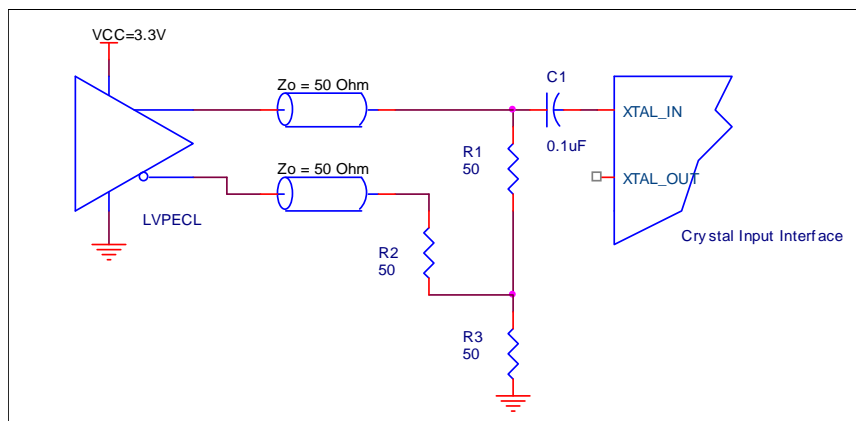 VCC=3.3V
Zo = 50 Ohm
C1
0.1uF
XTAL_IN
R1
50
Zo = 50 Ohm
XTAL_OUT
LVPECL
R2
50
Crystal Input Interface
R3
50